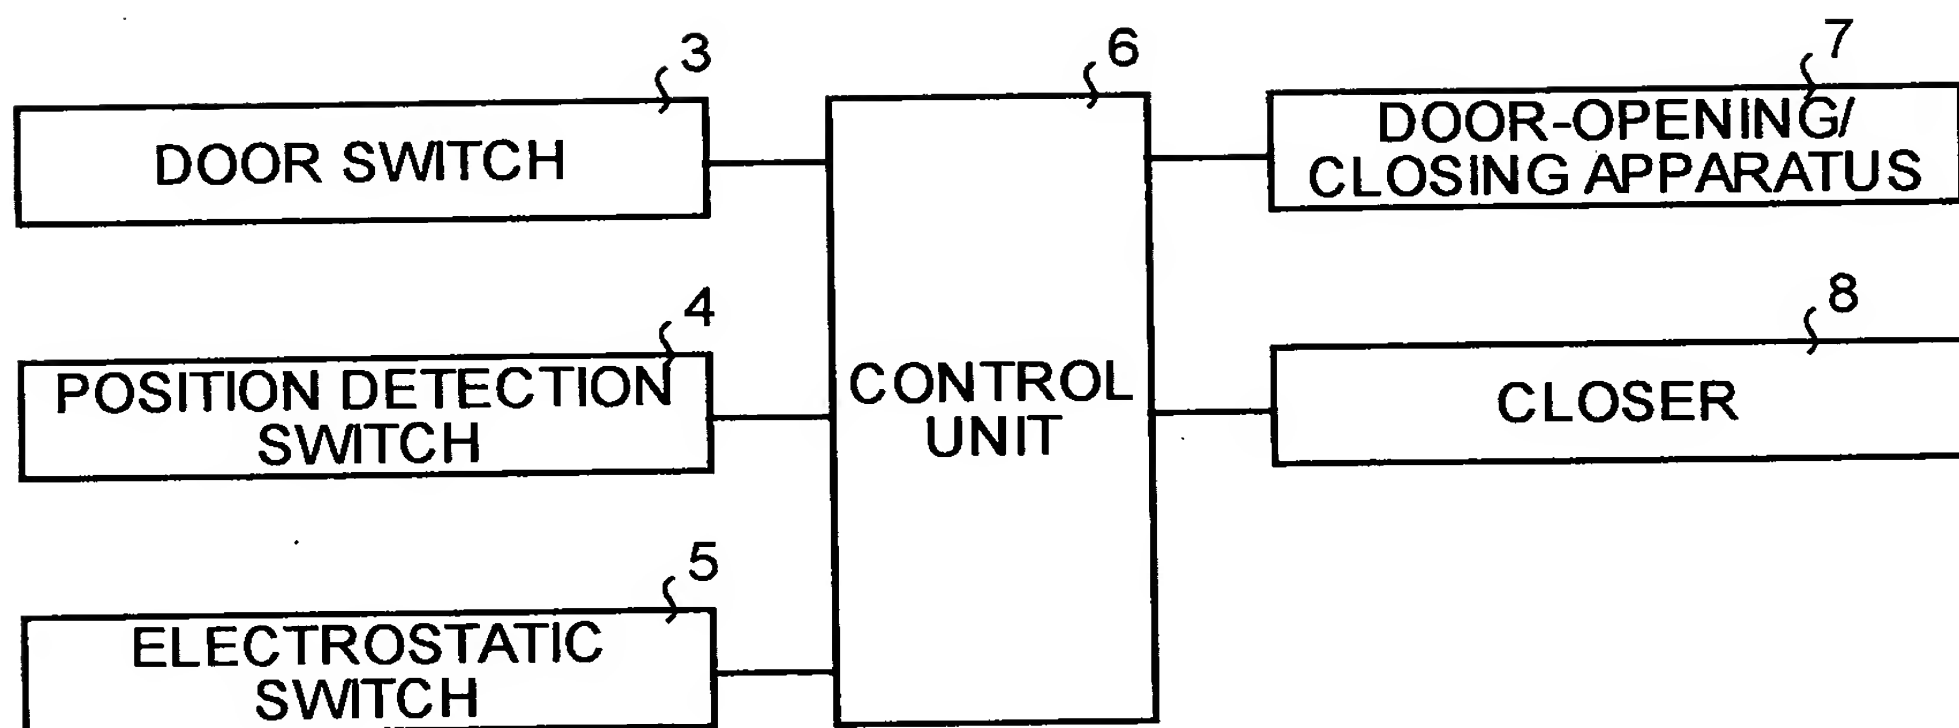 3
DOOR SWITCH
4
POSITION DETECTION
SWITCH
5
ELECTROSTATIC
SWITCH
6
CONTROL
UNIT
7
DOOR-OPENING/
CLOSING APPARATUS
8
CLOSER